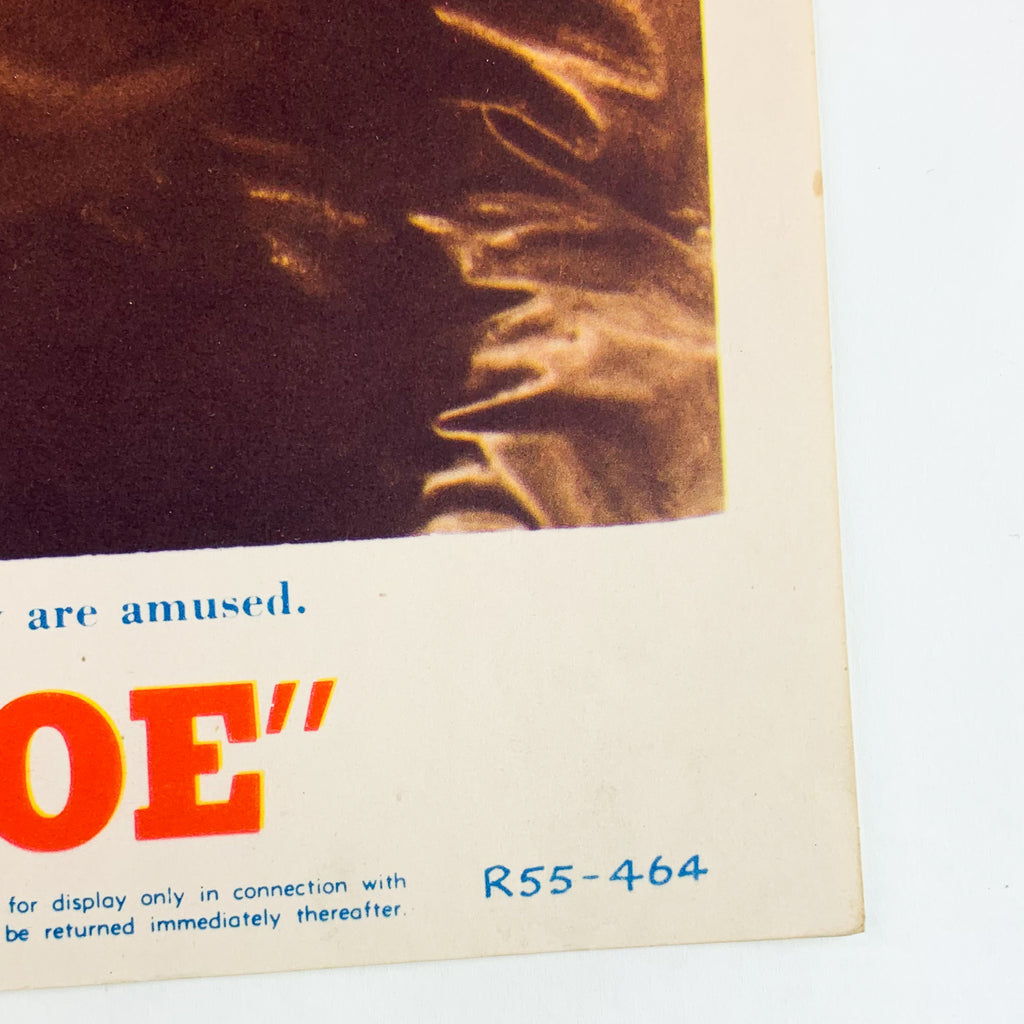 are amused.
OE"
for display only in connection with
R55-464
be returned immediately thereafter.